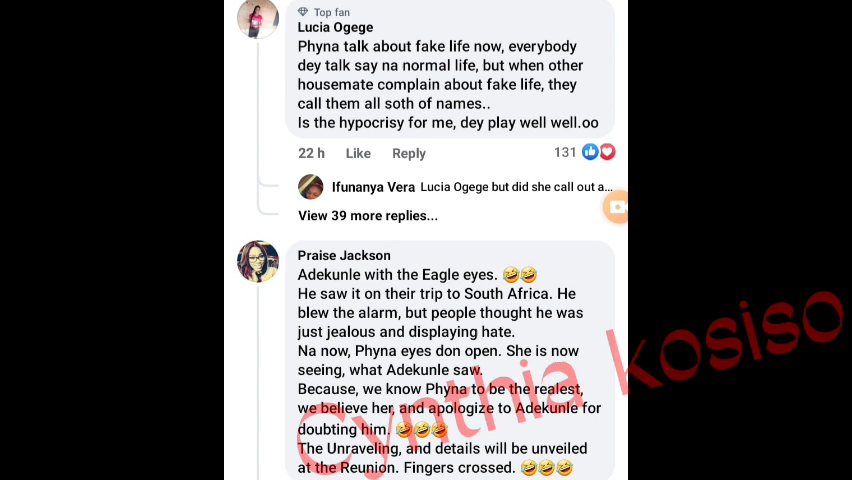 Top fan
Lucia Ogege
Phyna talk about fake life now, everybody
dey talk say na normal life, but when other
housemate complain about fake life, they
call them all soth of names..
Is the hypocrisy for me, dey play well well.oo
22 h Like Reply 131
Ifunanya Vera Lucia Ogege but did she call out a...
View 39 more replies...
Praise Jackson
Adekunle with the Eagle eyes. 🤣🤣
He saw it on their trip to South Africa. He
blew the alarm, but people thought he was
just jealous and displaying hate.
Na now, Phyna eyes don open. She is now
seeing, what Adekunle saw.
Because, we know Phyna to be the realest,
we believe her, and apologize to Adekunle for
doubting him. 🤣🤣🤣
The Unraveling, and details will be unveiled
at the Reunion. Fingers crossed. 🤣🤣🤣
Cynthia kosiso